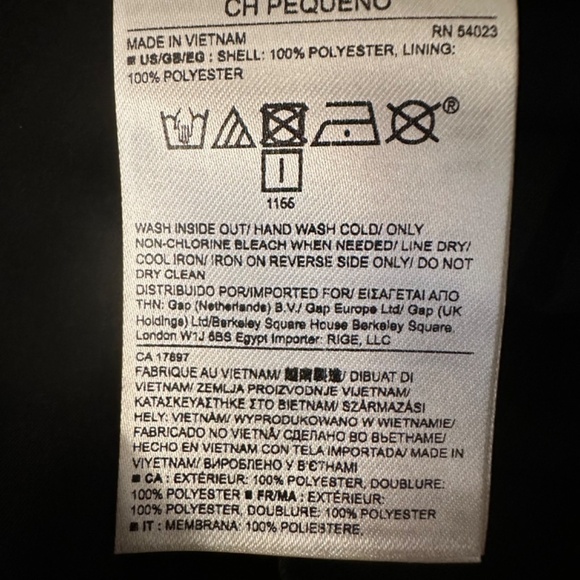 CH PEQUEÑO
MADE IN VIETNAM RN 54023
■ US/GB/EG : SHELL: 100% POLYESTER, LINING:
100% POLYESTER
®
1166
WASH INSIDE OUT/ HAND WASH COLD/ ONLY
NON-CHLORINE BLEACH WHEN NEEDED/ LINE DRY/
COOL IRON/ IRON ON REVERSE SIDE ONLY/ DO NOT
DRY CLEAN
DISTRIBUIDO POR/IMPORTED FOR/ ΕΙΣΑΓΕΤΑΙ ΑΠΟ
ΤΗΝ: Gap (Netherlands) B.V./ Gap Europe Ltd/ Gap (UK
Holdings) Ltd/Berkeley Square House Berkeley Square
London W1J 6BS Egypt Importer: RIGE, LLC
CA 17897
FABRIQUÉ AU VIETNAM/ 越南製造/ DIBUAT DI
VIETNAM/ ZEMLJA PROIZVODNJE VIJETNAM/
ΚΑΤΑΣΚΕΥΑΣΤΗΚΕ ΣΤΟ ΒΙΕΤΝΑΜ/ SZÁRMAZÁSI
HELY: VIETNÁM/ WYPRODUKOWANO W WIETNAMIE/
FABRICADO NO VIETNÃ/ СДЕЛАНО ВО ВЬЕТНАМЕ/
HECHO EN VIETNAM CON TELA IMPORTADA/ MADE IN
VIYETNAM/ ВИРОБЛЕНО У В'ЄТНАМІ
■ CA : EXTÉRIEUR: 100% POLYESTER, DOUBLURE:
100% POLYESTER ■ FR/MA : EXTÉRIEUR:
100% POLYESTER, DOUBLURE: 100% POLYESTER
■ IT : MEMBRANA: 100% POLIESTERE,